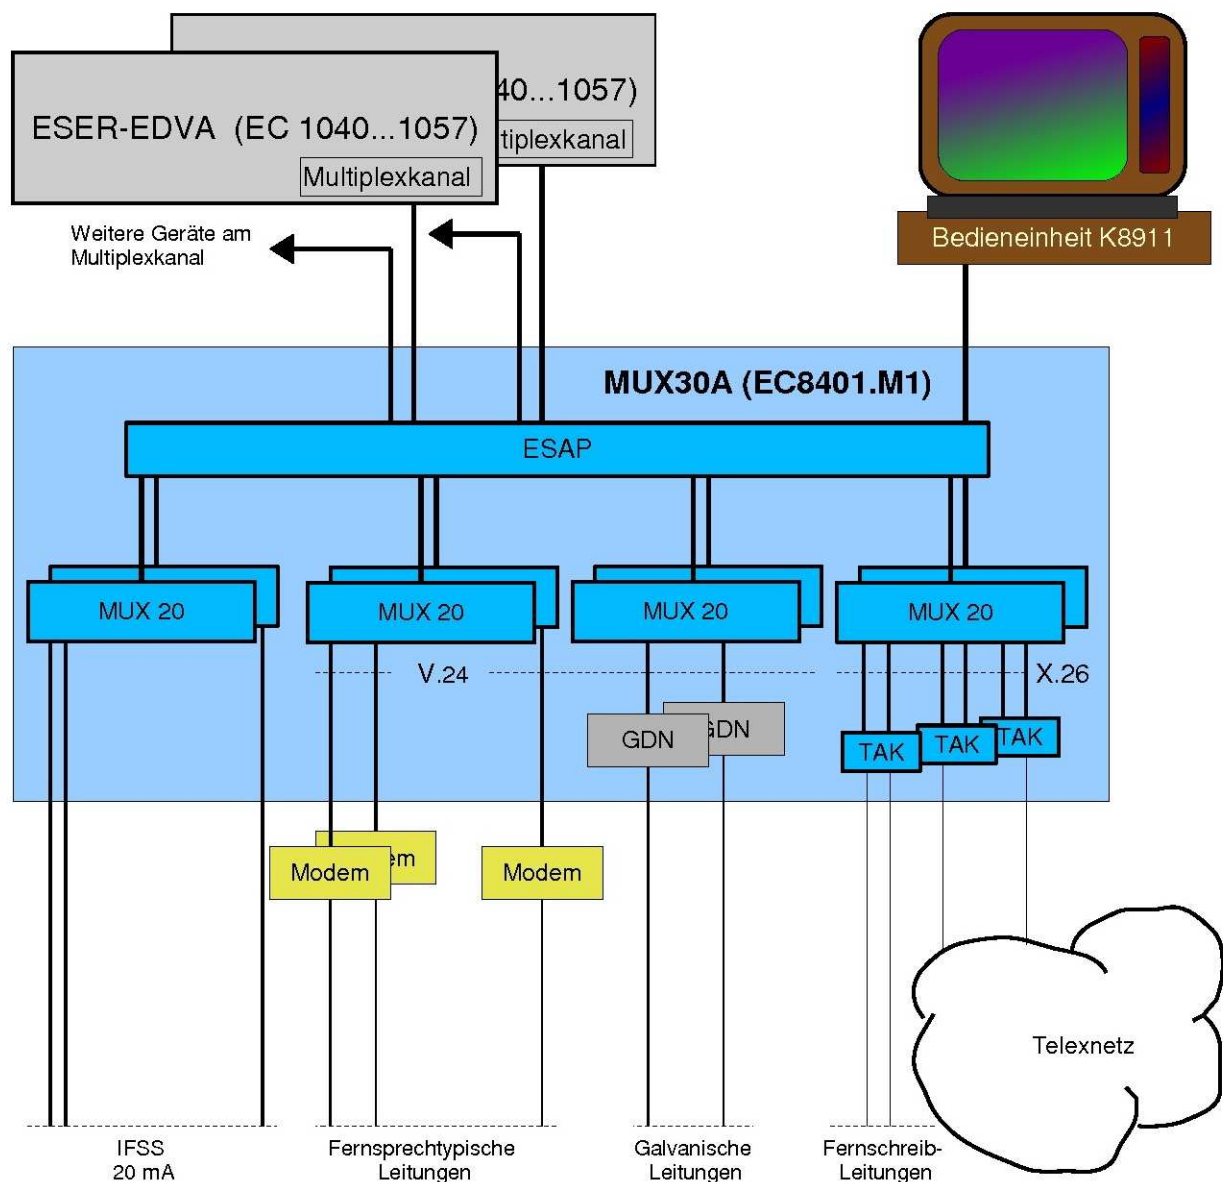 40...1057)
ESER-EDVA (EC 1040...1057)
tiplexkanal
Multiplexkanal
Weitere Geräte am
Multiplexkanal
Bedieneinheit K8911
MUX30A (EC8401.M1)
ESAP
MUX 20
MUX 20
MUX 20
MUX 20
V.24
X.26
GDN
GDN
TAK
TAK
TAK
em
Modem
Modem
Telexnetz
IFSS
20 mA
Fernsprechtypische
Leitungen
Galvanische
Leitungen
Fernschreib-
Leitungen